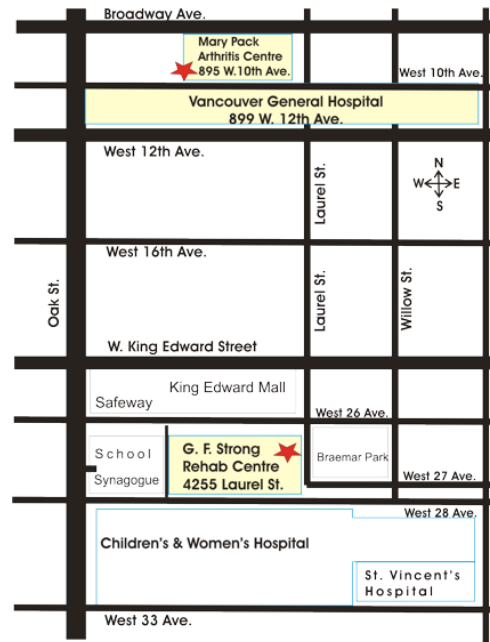 Broadway Ave.
Mary Pack
Arthritis Centre
895 W.10th Ave.
West 10th Ave.
Vancouver General Hospital
899 W. 12th Ave.
West 12th Ave.
Laurel St.
N
W E
S
West 16th Ave.
Oak St.
Laurel St.
Willow St.
W. King Edward Street
King Edward Mall
Safeway
West 26 Ave.
School
Synagogue
G. F. Strong
Rehab Centre
4255 Laurel St.
Braemar Park
West 27 Ave.
West 28 Ave.
Children's & Women's Hospital
St. Vincent's
Hospital
West 33 Ave.